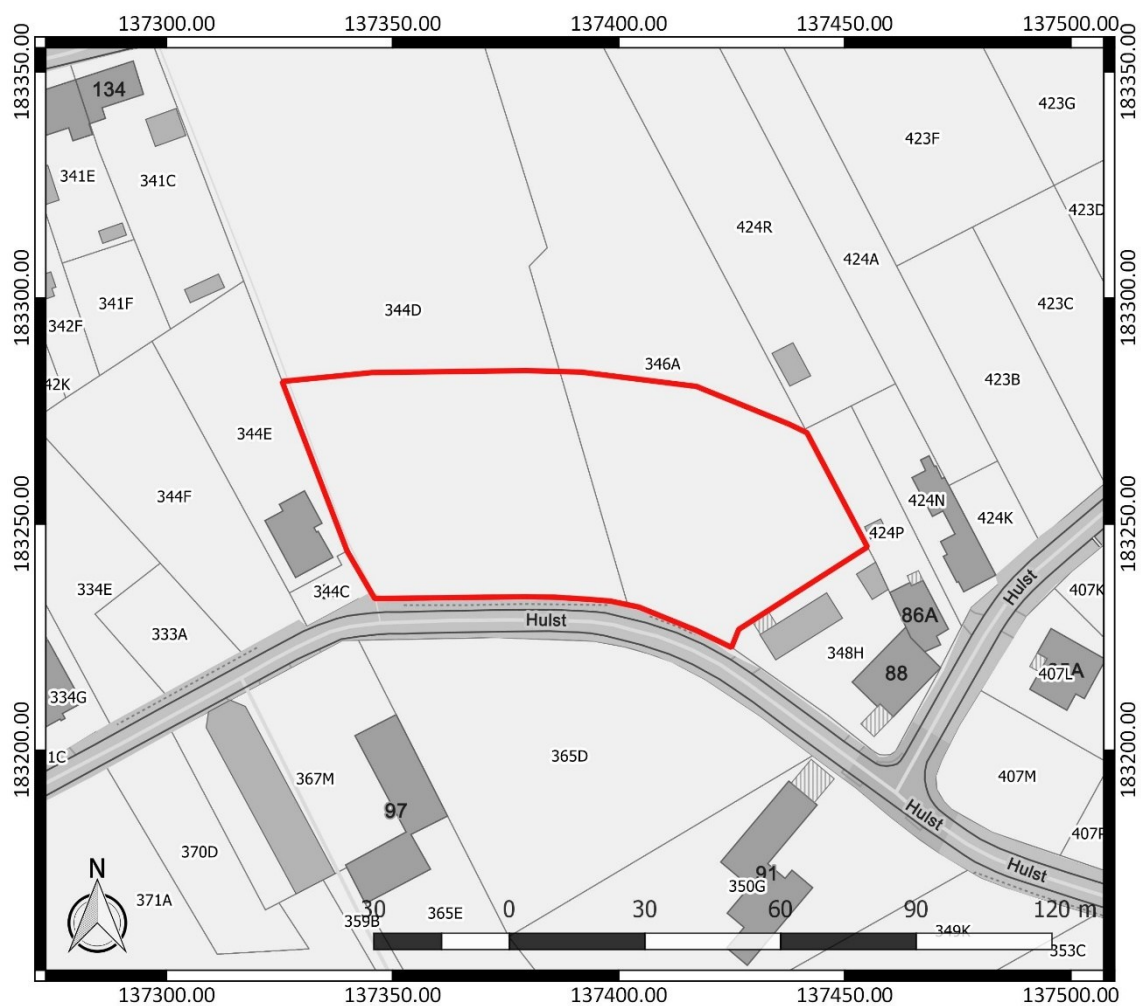 137300.00 137350.00 137400.00 137450.00 137500.00
183350.00
183350.00
134
423G
423F
341E
341C
423D
424R
424A
341F
344D
423C
183300.00
183300.00
342F
346A
42K
423B
344E
344F
424N
424K
424P
183250.00
183250.00
334E
344C
407K
Hulst
Hulst
86A
333A
348H
88
407L
334G
1C
365D
183200.00
183200.00
367M
407M
97
Hulst
407F
370D
Hulst
91
350G
371A
N
359B
365E
349K
353C
30 0 30 60 90 120 m
137300.00 137350.00 137400.00 137450.00 137500.00